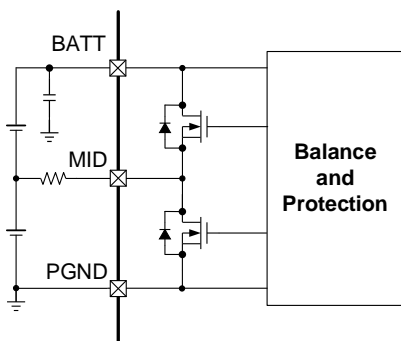 BATT
MID
PGND
Balance
and
Protection